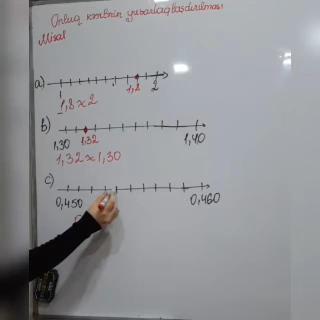 Onluq kəsrlərin yuvarlaqlaşdırılması
Misal
a)
1 1,8 2
1,8 ≈ 2
b)
1,30 1,32 1,40
1,32 ≈ 1,30
c)
0,450 0,460